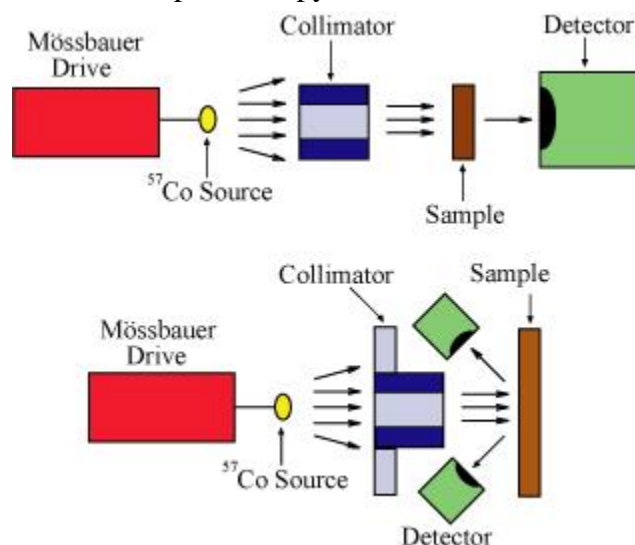 Collimator
Detector
Mössbauer
Drive
⁵⁷Co Source
Sample
Collimator
Sample
Mössbauer
Drive
⁵⁷Co Source
Detector